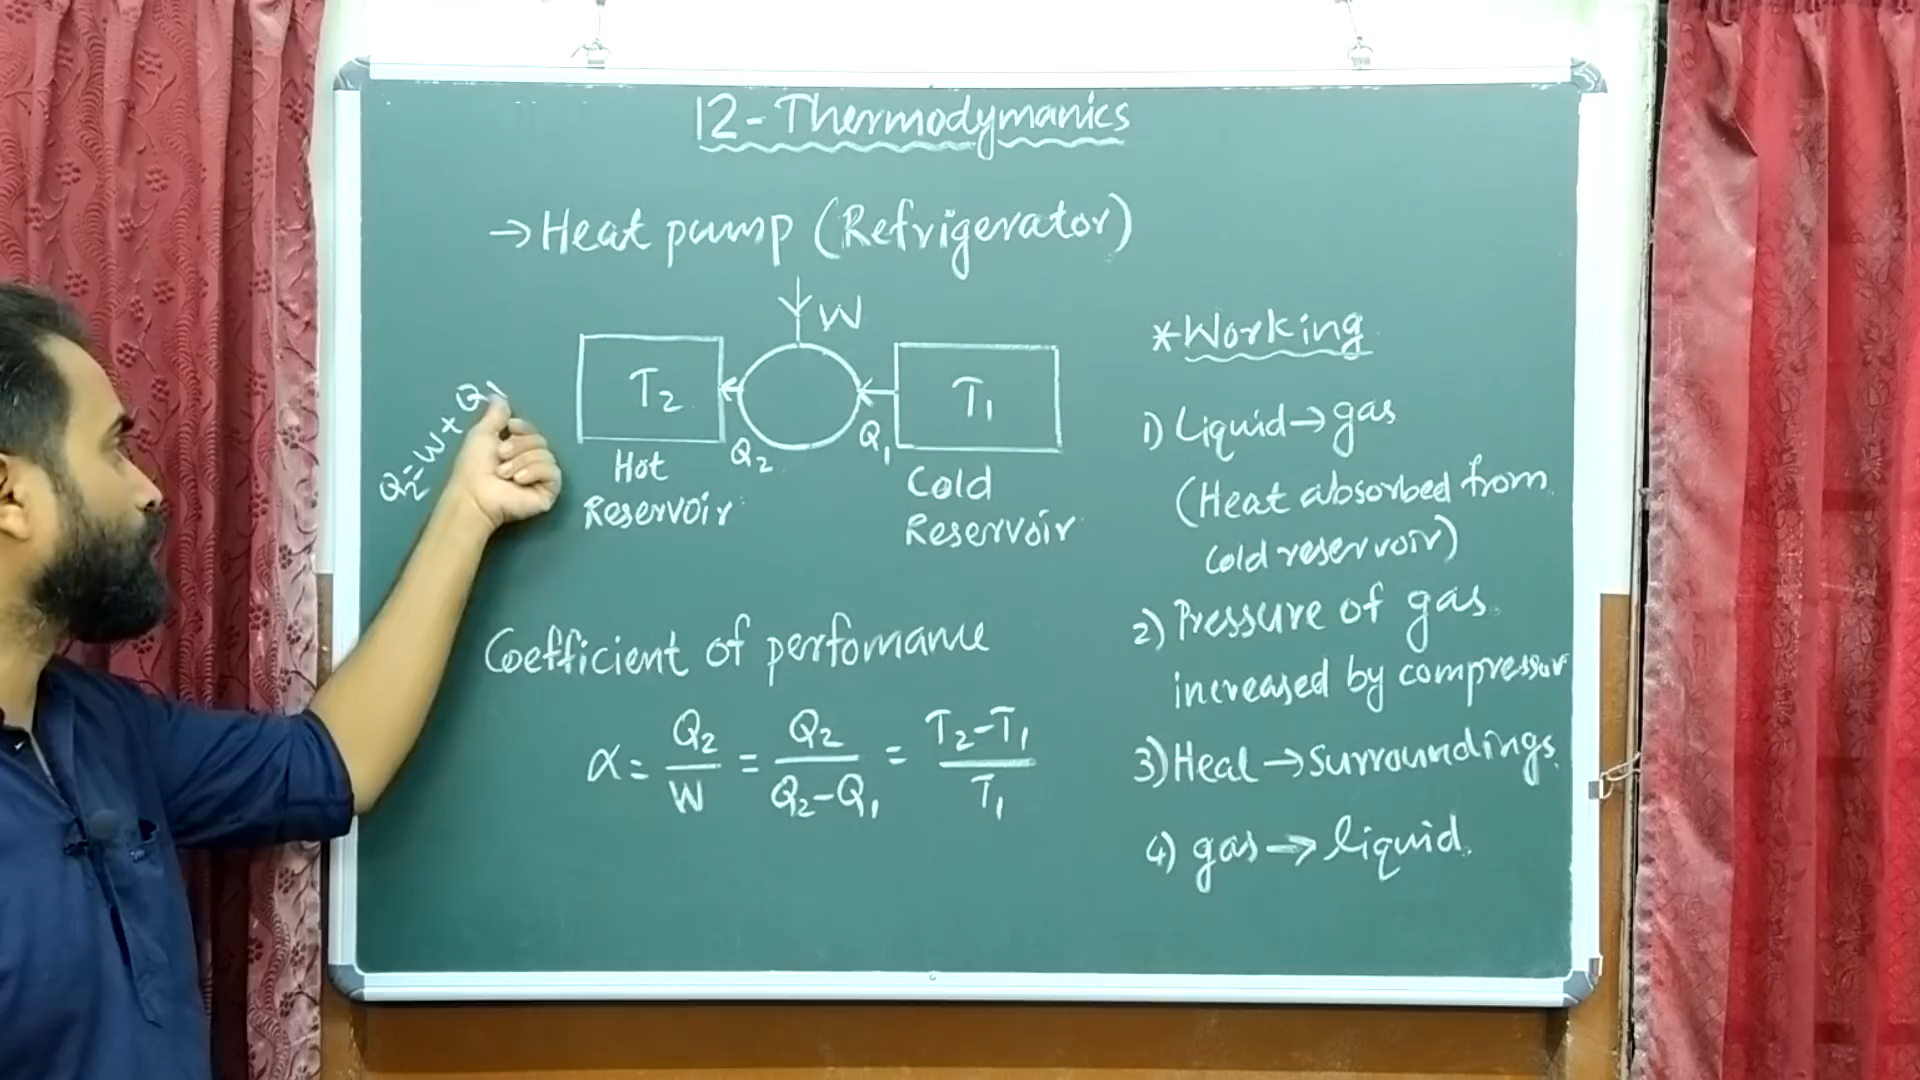 12-Thermodymanics
→Heat pump (Refrigerator)
W
T₂
T₁
Q₂
Q₁
Hot
Reservoir
Cold
Reservoir
Q₂=W+Q₁
Coefficient of perfomance
α = Q₂/W = Q₂/(Q₂-Q₁) = (T₂-T₁)/T₁
*Working
1) Liquid→gas
(Heat absorbed from
cold reservoir)
2) Pressure of gas
increased by compressor
3) Heat→Surroundings.
4) gas→liquid.